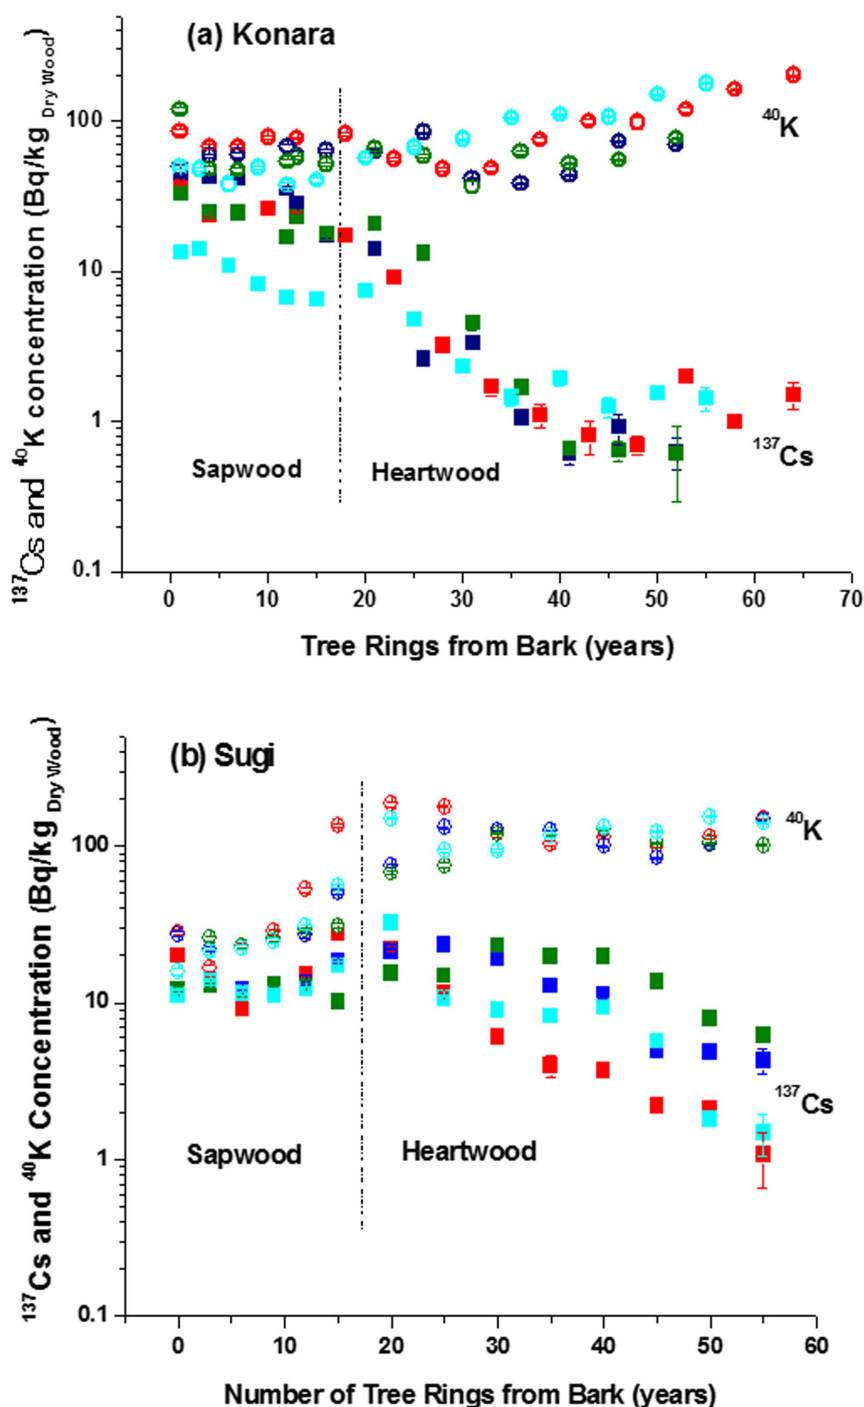 (a) Konara
¹³⁷Cs and ⁴⁰K concentration (Bq/kg Dry Wood)
100
10
1
0.1
⁴⁰K
¹³⁷Cs
Sapwood
Heartwood
0 10 20 30 40 50 60 70
Tree Rings from Bark (years)
(b) Sugi
¹³⁷Cs and ⁴⁰K Concentration (Bq/kg Dry Wood)
100
10
1
0.1
⁴⁰K
¹³⁷Cs
Sapwood
Heartwood
0 10 20 30 40 50 60
Number of Tree Rings from Bark (years)